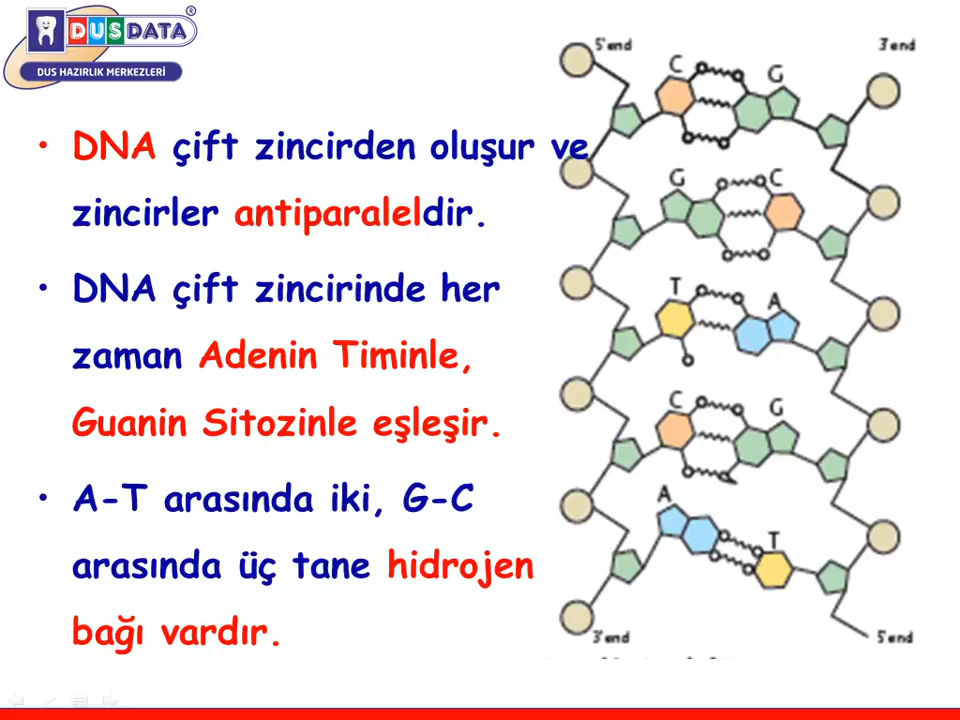 DUSDATA®
DUS HAZIRLIK MERKEZLERİ
• DNA çift zincirden oluşur ve
zincirler antiparaleldir.
• DNA çift zincirinde her
zaman Adenin Timinle,
Guanin Sitozinle eşleşir.
• A-T arasında iki, G-C
arasında üç tane hidrojen
bağı vardır.
5'end 3'end
C G
G C
T A
C G
A T
3'end 5'end